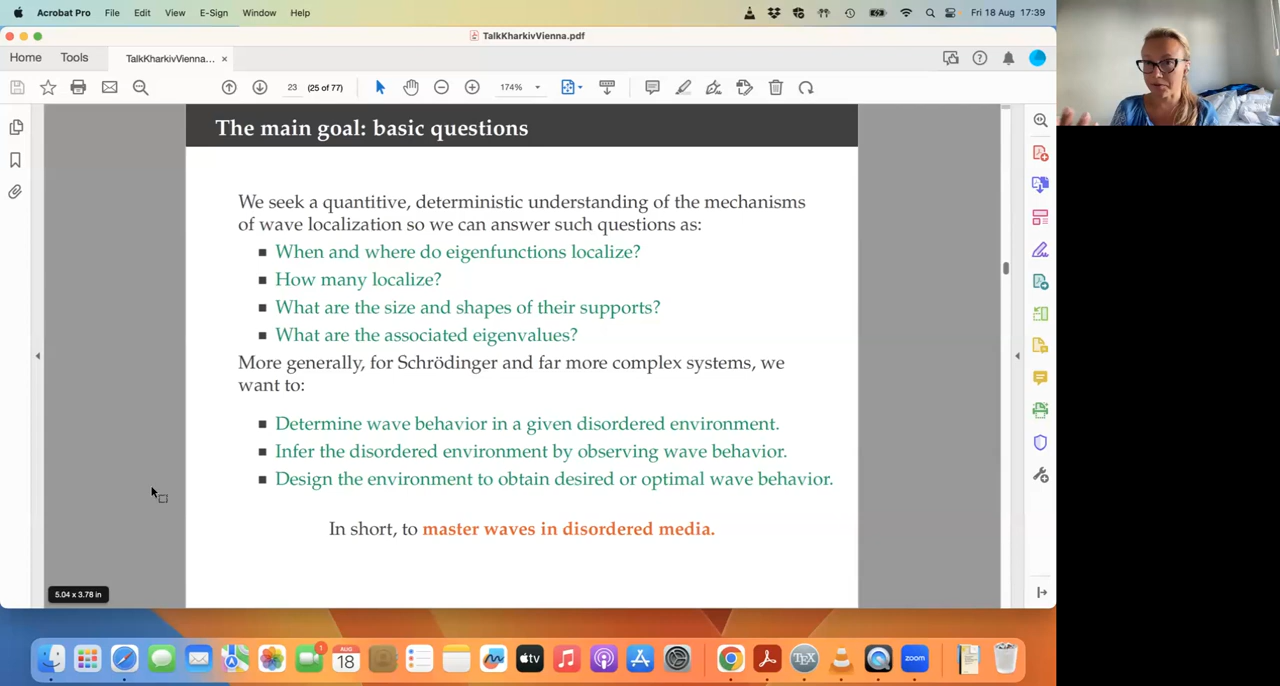 Acrobat Pro File Edit View E-Sign Window Help Fri 18 Aug 17:39
TalkKharkivVienna.pdf
Home Tools TalkKharkivVienna... ×
23 (25 of 77) 174%
The main goal: basic questions
We seek a quantitive, deterministic understanding of the mechanisms
of wave localization so we can answer such questions as:
When and where do eigenfunctions localize?
How many localize?
What are the size and shapes of their supports?
What are the associated eigenvalues?
More generally, for Schrödinger and far more complex systems, we
want to:
Determine wave behavior in a given disordered environment.
Infer the disordered environment by observing wave behavior.
Design the environment to obtain desired or optimal wave behavior.
In short, to master waves in disordered media.
5.04 x 3.78 in
1
AUG
18
tv
TEX
zoom